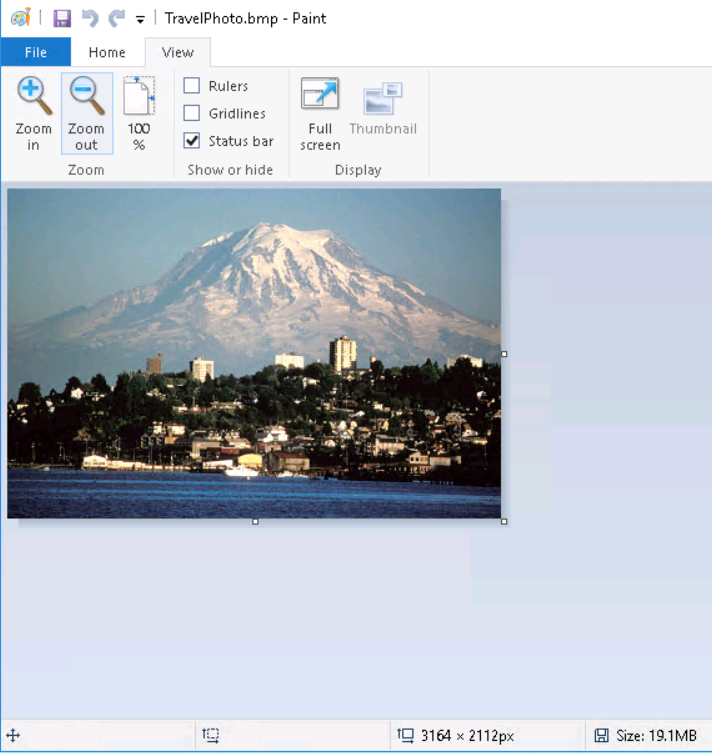 TravelPhoto.bmp - Paint
File Home View
Zoom in
Zoom out
100 %
Rulers
Gridlines
Status bar
Full screen
Thumbnail
Zoom
Show or hide
Display
3164 × 2112px
Size: 19.1MB